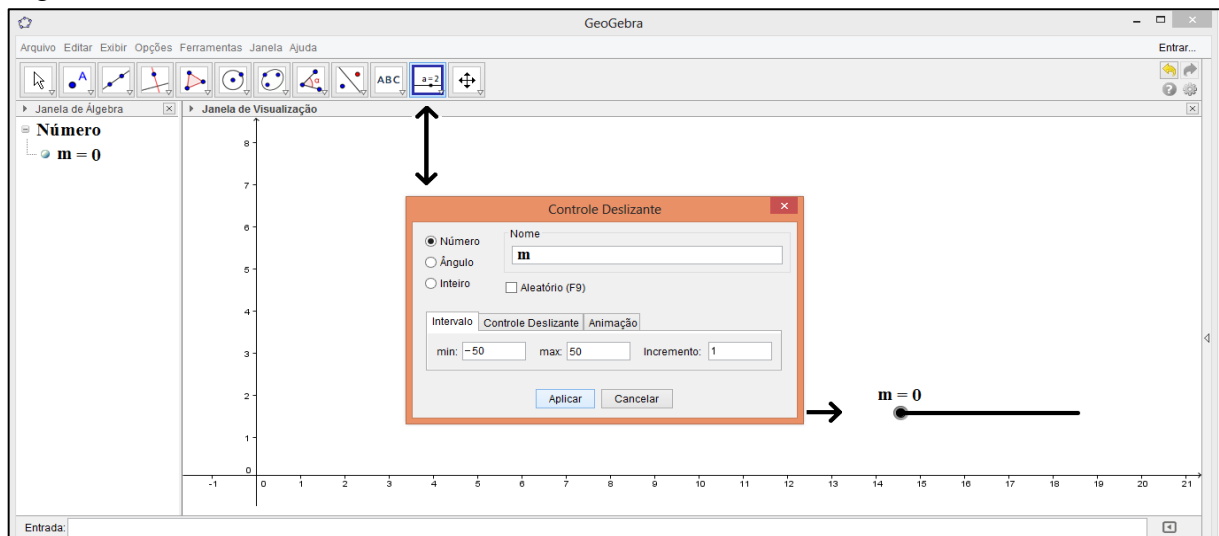 GeoGebra
Arquivo Editar Exibir Opções Ferramentas Janela Ajuda
Entrar...
A
ABC
a=2
Janela de Álgebra
Janela de Visualização
Número
m = 0
8
7
6
5
4
3
2
1
0
-1 0 1 2 3 4 5 6 7 8 9 10 11 12 13 14 15 16 17 18 19 20 21
Controle Deslizante
Número
Ângulo
Inteiro
Nome
m
Aleatório (F9)
Intervalo Controle Deslizante Animação
min: -50 max: 50 Incremento: 1
Aplicar Cancelar
m = 0
Entrada: